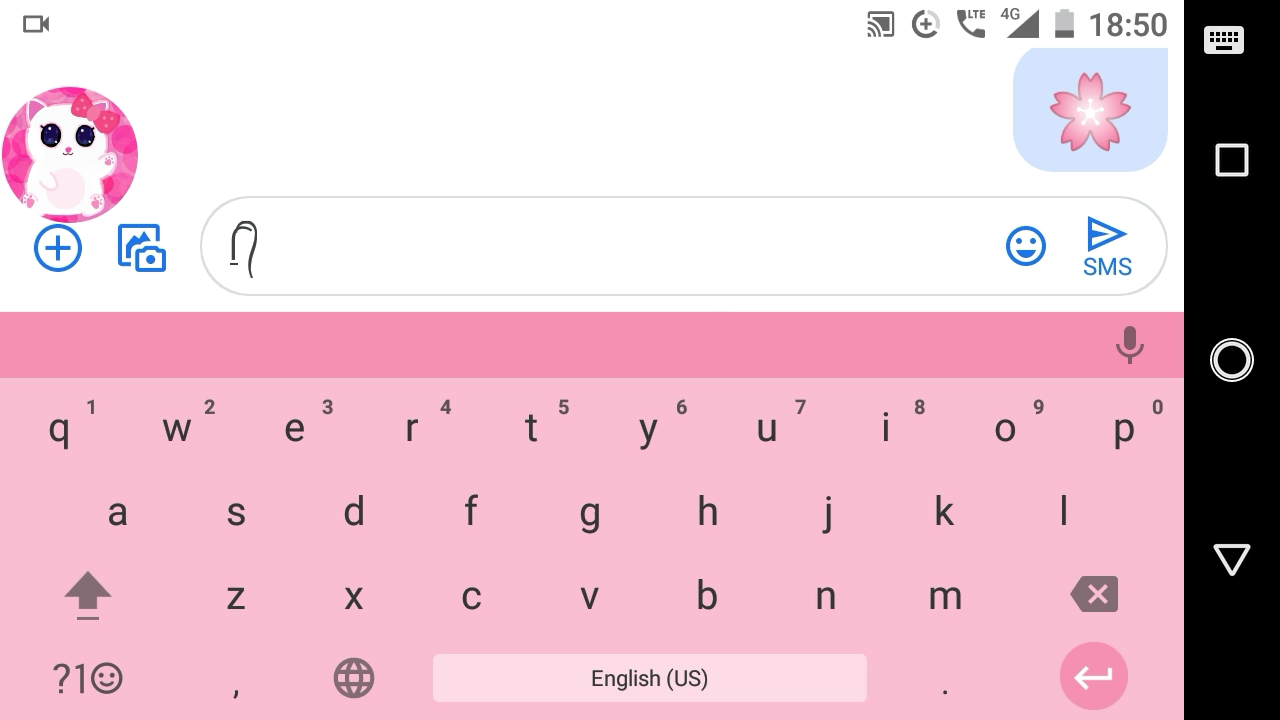 4G LTE 18:50
🌸
SMS
1 2 3 4 5 6 7 8 9 0
q w e r t y u i o p
a s d f g h j k l
z x c v b n m
?1☺ , English (US) .